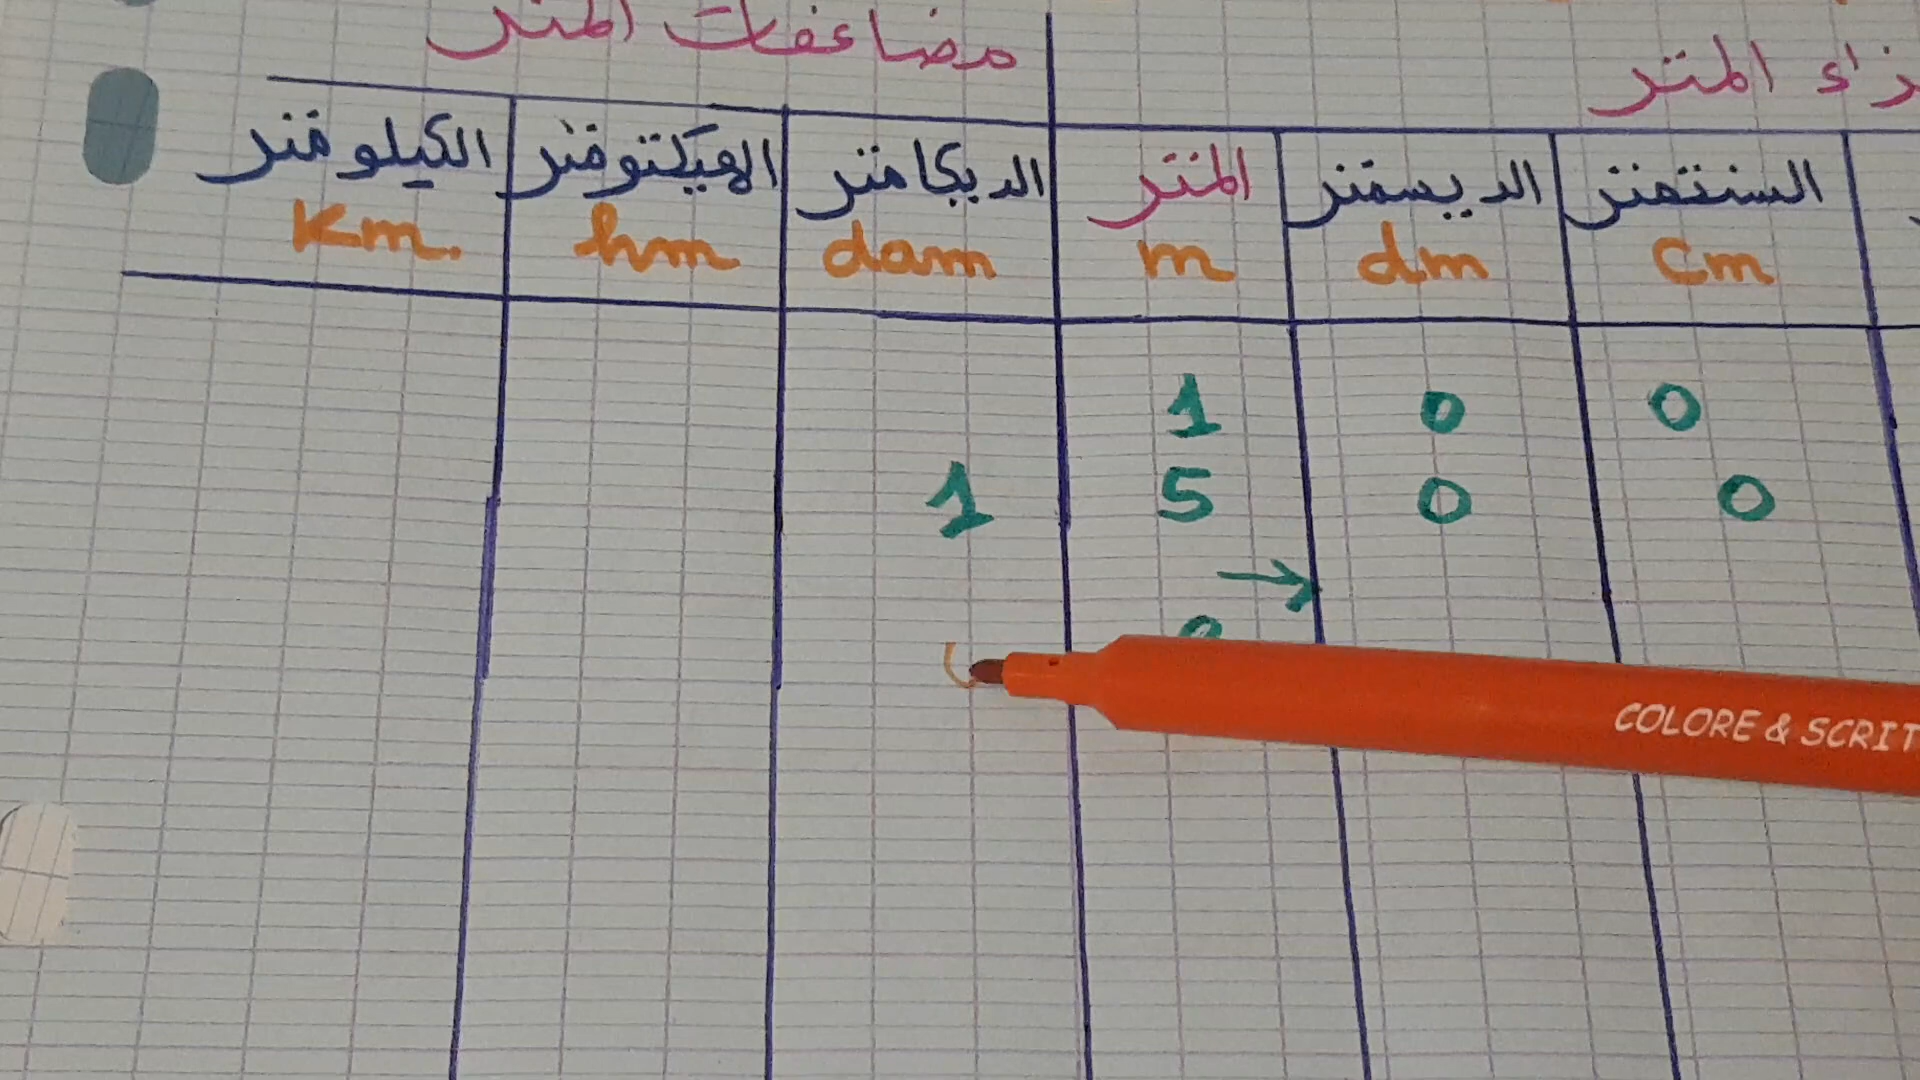 مضاعفات المتر
المتر
الكيلومتر الهيكتومتر الديكامتر المتر الديسمتر السنتمتر
Km. hm dam m dm cm
1 0 0
1 5 0 0
→
COLORE & SCRIT